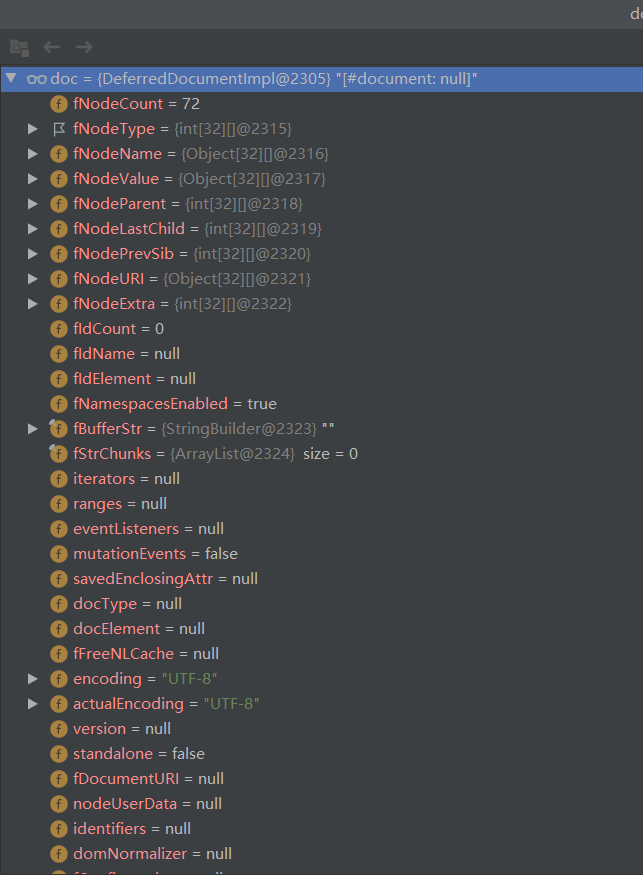 do
doc = {DeferredDocumentImpl@2305} "[#document: null]"
f fNodeCount = 72
fNodeType = {int[32][]@2315}
f fNodeName = {Object[32][]@2316}
f fNodeValue = {Object[32][]@2317}
f fNodeParent = {int[32][]@2318}
f fNodeLastChild = {int[32][]@2319}
f fNodePrevSib = {int[32][]@2320}
f fNodeURI = {Object[32][]@2321}
f fNodeExtra = {int[32][]@2322}
f fIdCount = 0
f fIdName = null
f fIdElement = null
f fNamespacesEnabled = true
f fBufferStr = {StringBuilder@2323} ""
f fStrChunks = {ArrayList@2324} size = 0
f iterators = null
f ranges = null
f eventListeners = null
f mutationEvents = false
f savedEnclosingAttr = null
f docType = null
f docElement = null
f fFreeNLCache = null
f encoding = "UTF-8"
f actualEncoding = "UTF-8"
f version = null
f standalone = false
f fDocumentURI = null
f nodeUserData = null
f identifiers = null
f domNormalizer = null